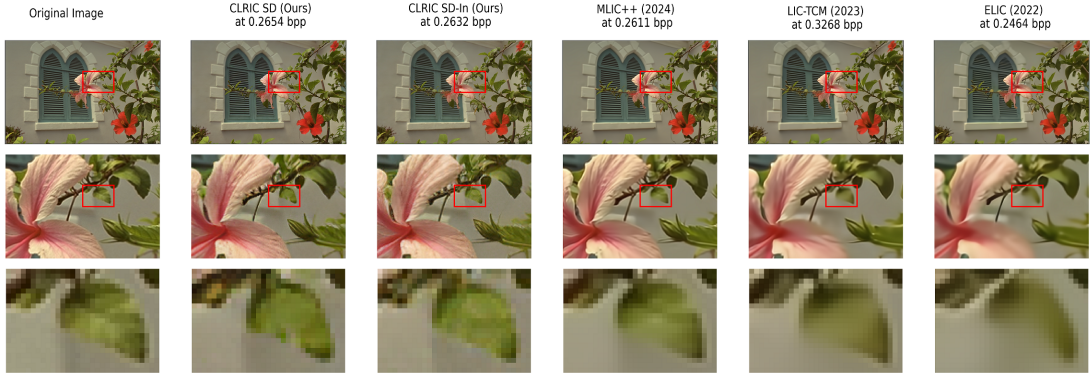 Original Image
CLRIC SD (Ours)
at 0.2654 bpp
CLRIC SD-In (Ours)
at 0.2632 bpp
MLIC++ (2024)
at 0.2611 bpp
LIC-TCM (2023)
at 0.3268 bpp
ELIC (2022)
at 0.2464 bpp